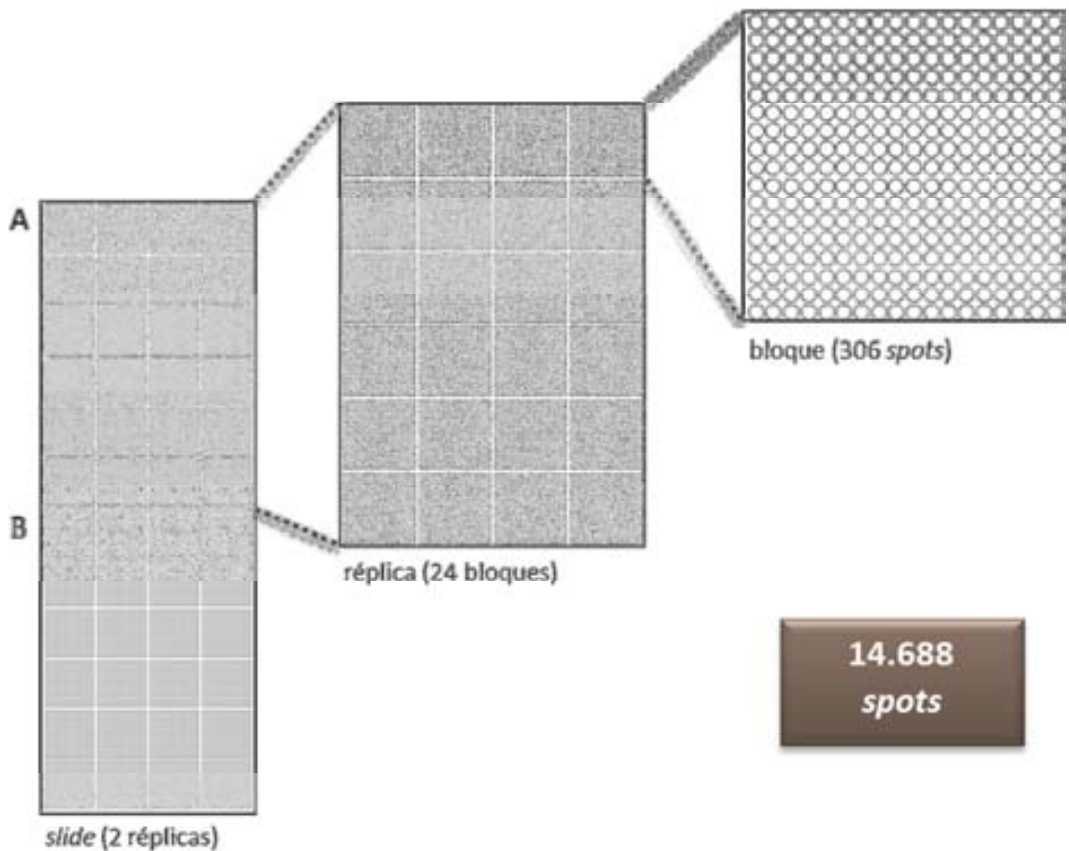 A
B
bloque (306 spots)
réplica (24 bloques)
14.688
spots
slide (2 réplicas)